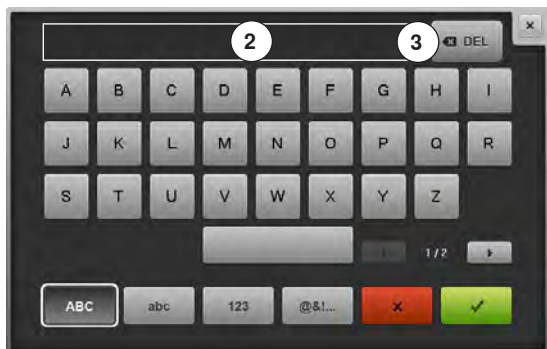 2 3 DEL ×
A B C D E F G H I
J K L M N O P Q R
S T U V W X Y Z
1/2
ABC abc 123 @&!...